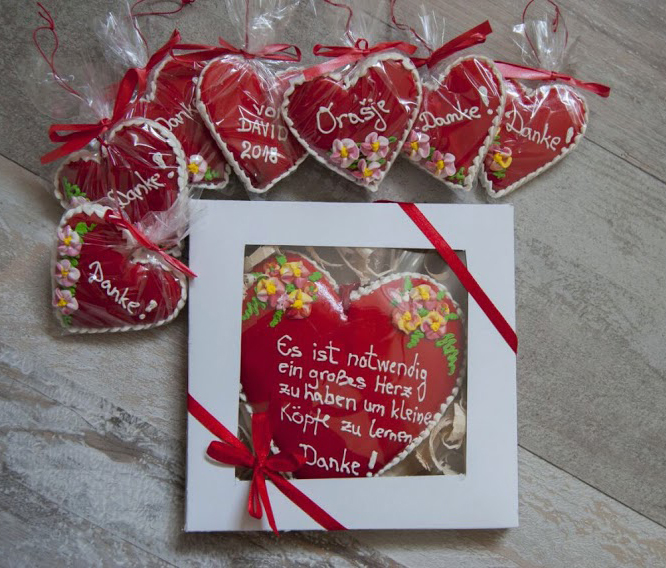 Danke!
von
DAVID
2018
Orašje
Danke!
Danke!
Danke!
Danke!
Es ist notwendig
ein großes Herz
zu haben um kleine
Köpfe zu lernen
Danke!